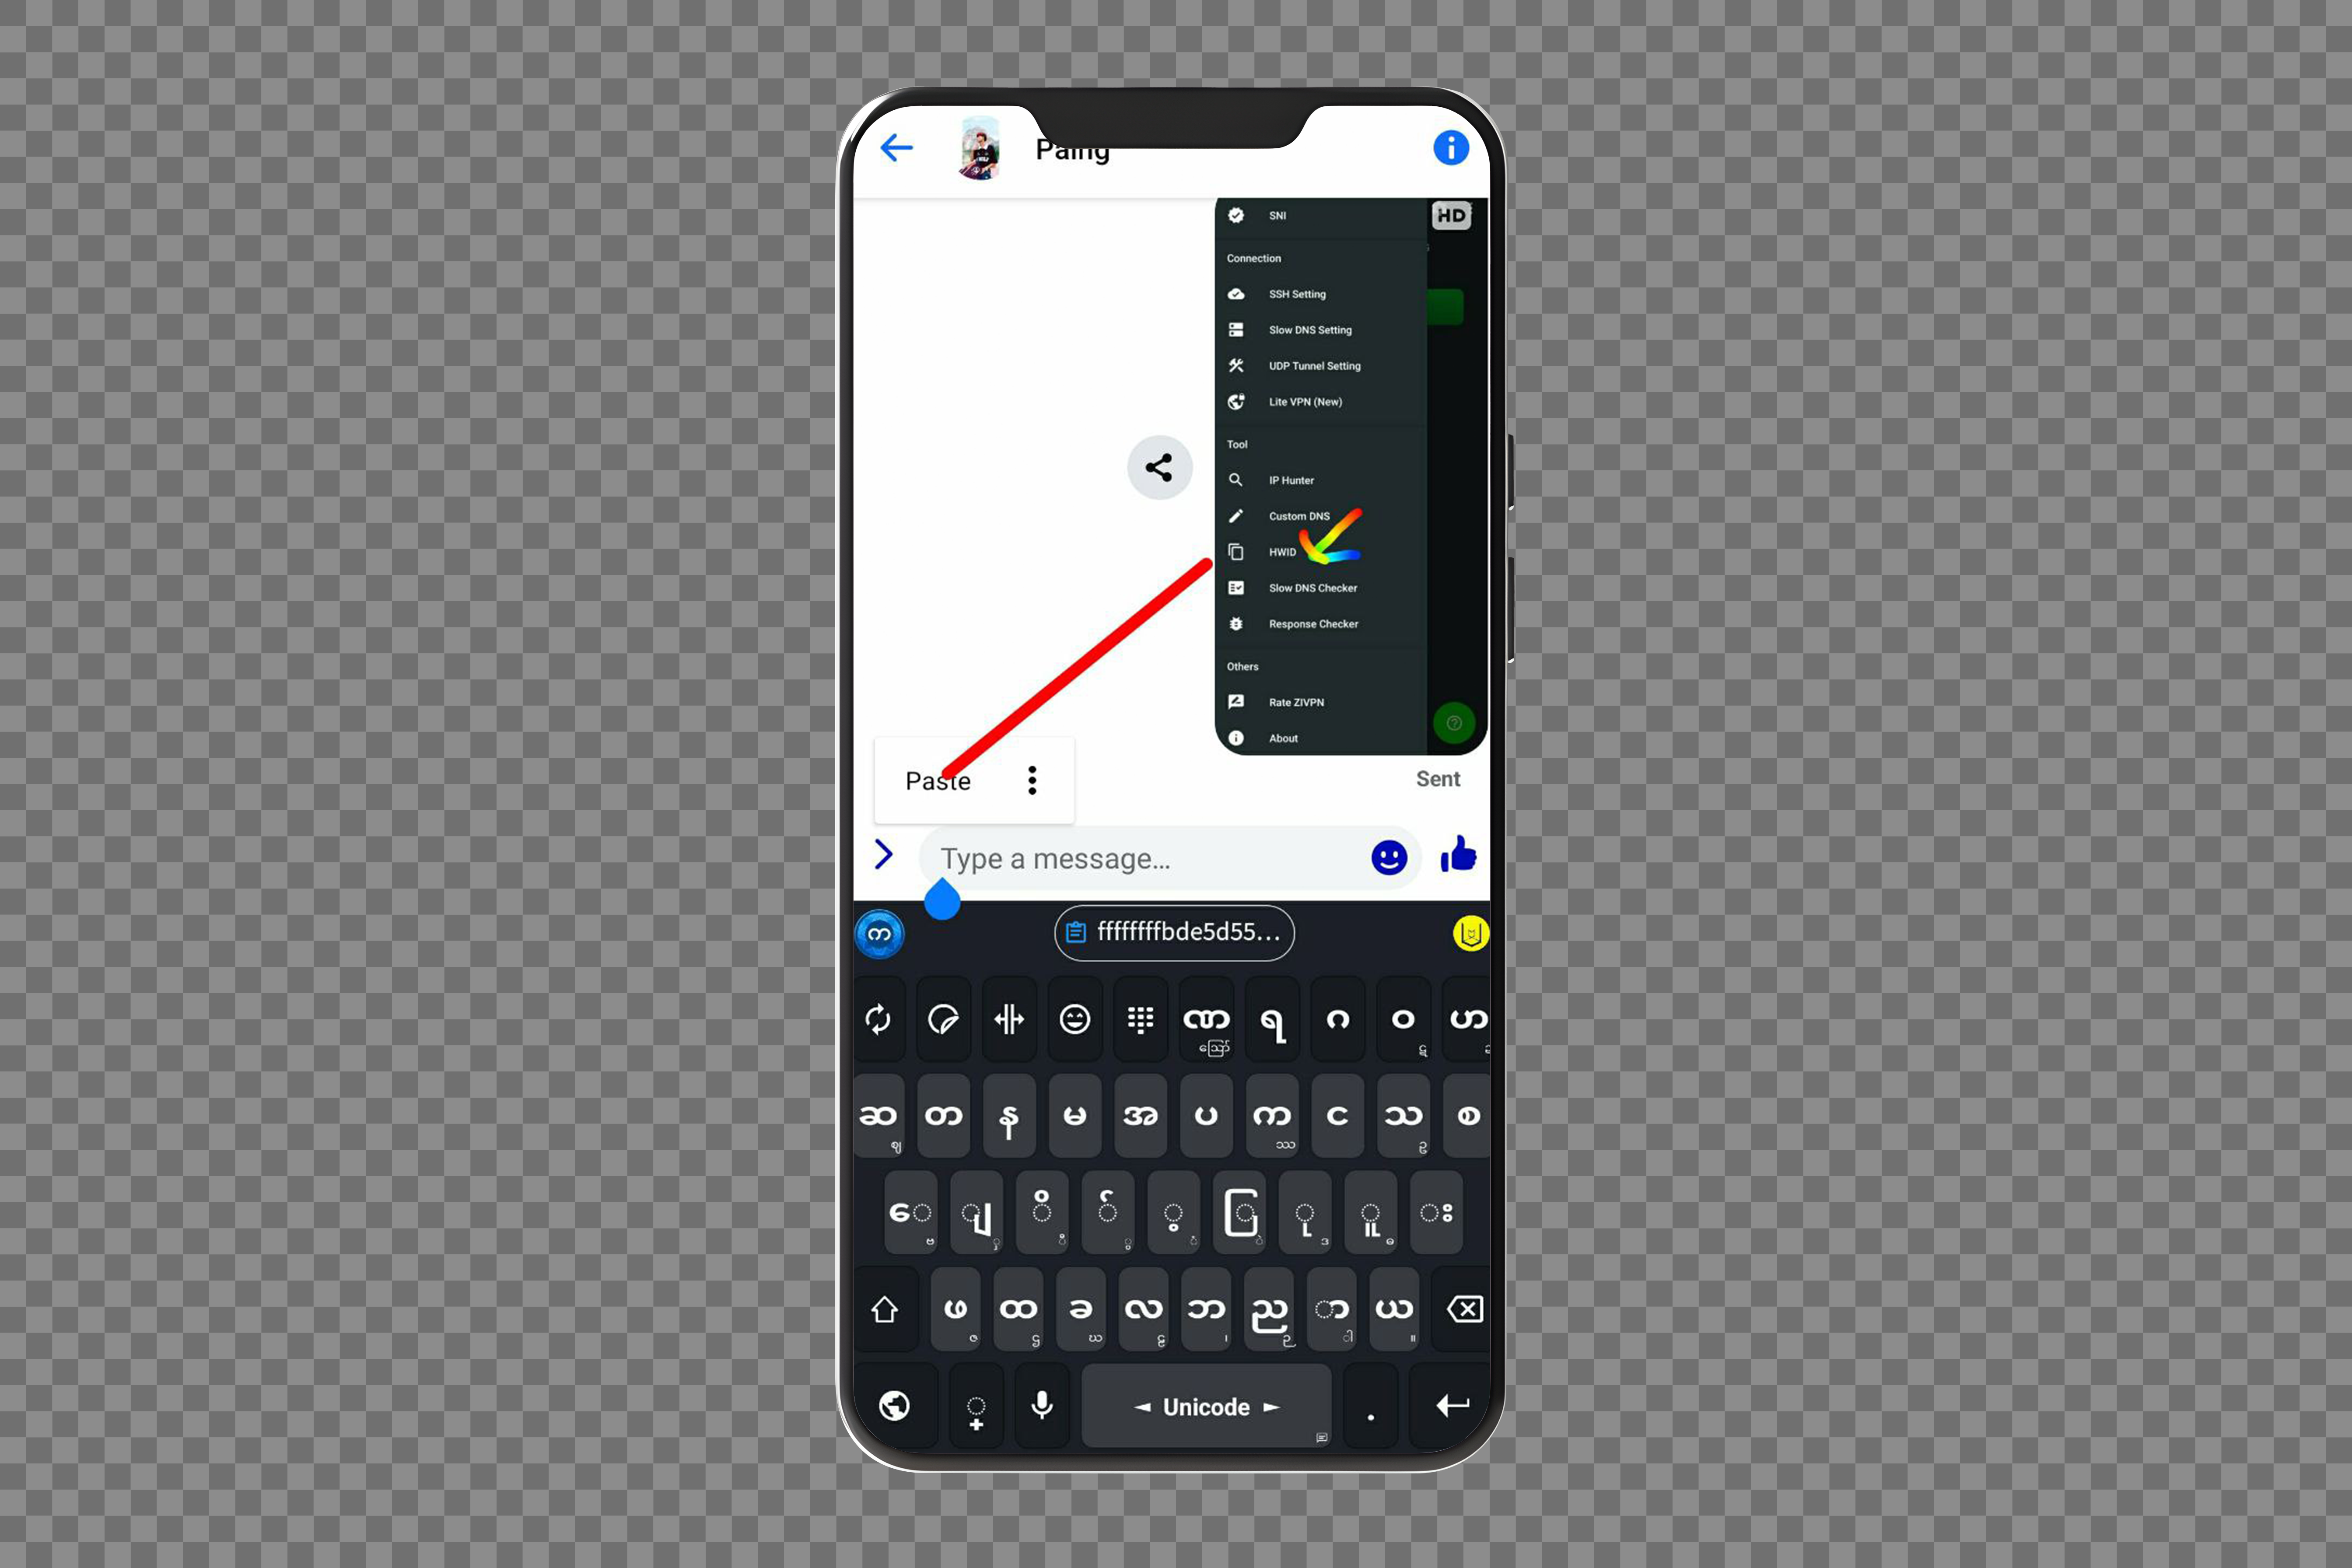 Paing
HD
SNI
Connection
SSH Setting
Slow DNS Setting
UDP Tunnel Setting
Lite VPN (New)
Tool
IP Hunter
Custom DNS
HWID
Slow DNS Checker
Response Checker
Others
Rate ZIVPN
About
Paste
Sent
Type a message...
ffffffffbde5d55...
ဏ ရ ဂ ဝ ဟ
ဩော်
ဆ တ န မ အ ပ က င သ စ
ေ ျ ိ ် ွ ြ ု ူ း
ဖ ထ ခ လ ဘ ည ာ ယ
Unicode .